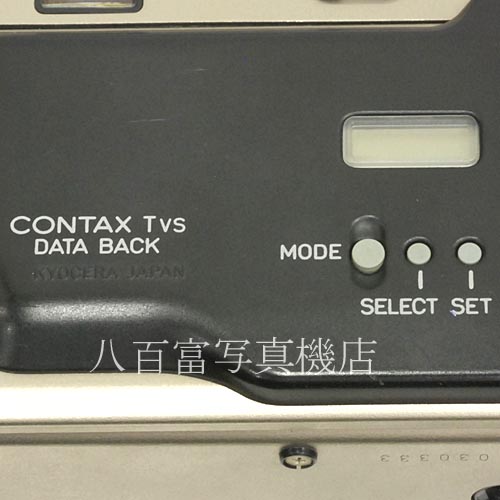 CONTAX TVS
DATA BACK
KYOCERA JAPAN
MODE
SELECT SET
八百富写真機店
030333